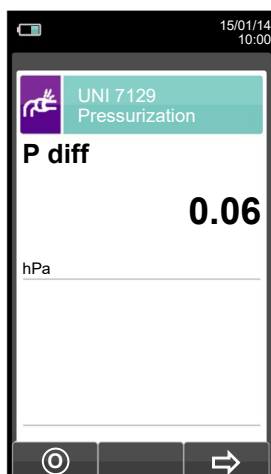 15/01/14
10:00
UNI 7129
Pressurization
P diff
0.06
hPa